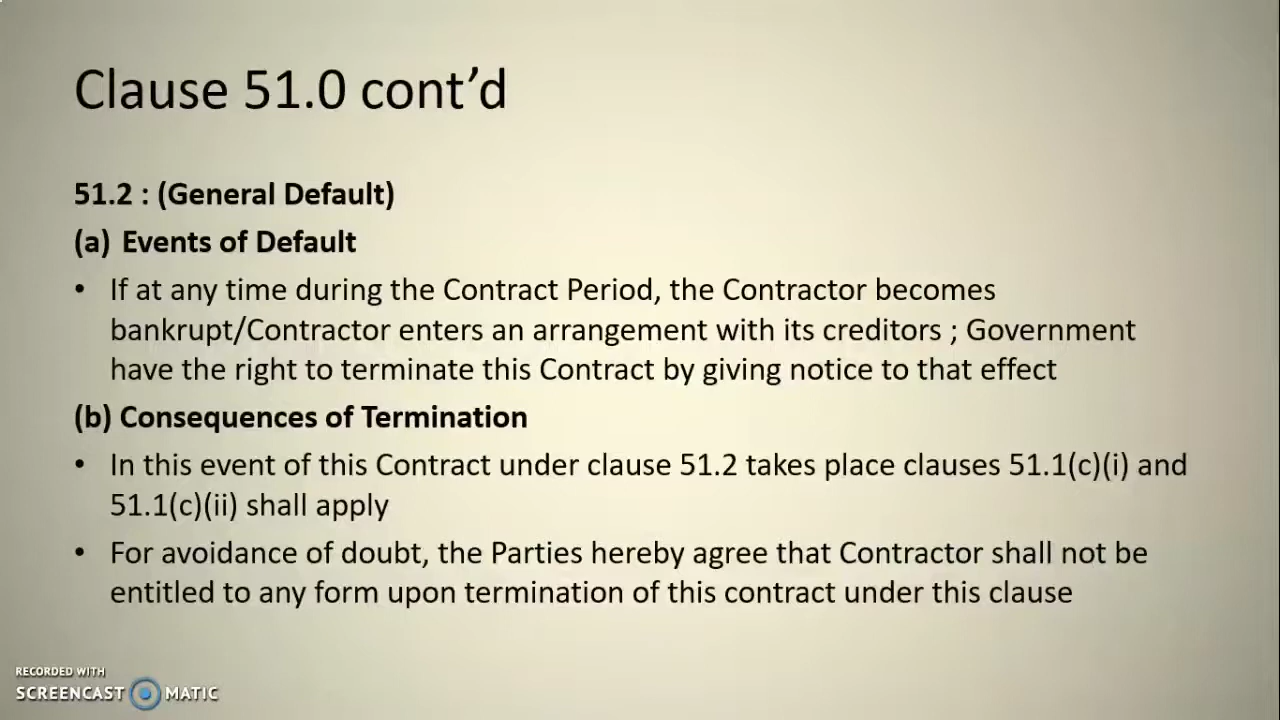 Clause 51.0 cont’d
51.2 : (General Default)
(a) Events of Default
• If at any time during the Contract Period, the Contractor becomes
bankrupt/Contractor enters an arrangement with its creditors ; Government
have the right to terminate this Contract by giving notice to that effect
(b) Consequences of Termination
• In this event of this Contract under clause 51.2 takes place clauses 51.1(c)(i) and
51.1(c)(ii) shall apply
• For avoidance of doubt, the Parties hereby agree that Contractor shall not be
entitled to any form upon termination of this contract under this clause
RECORDED WITH
SCREENCAST MATIC